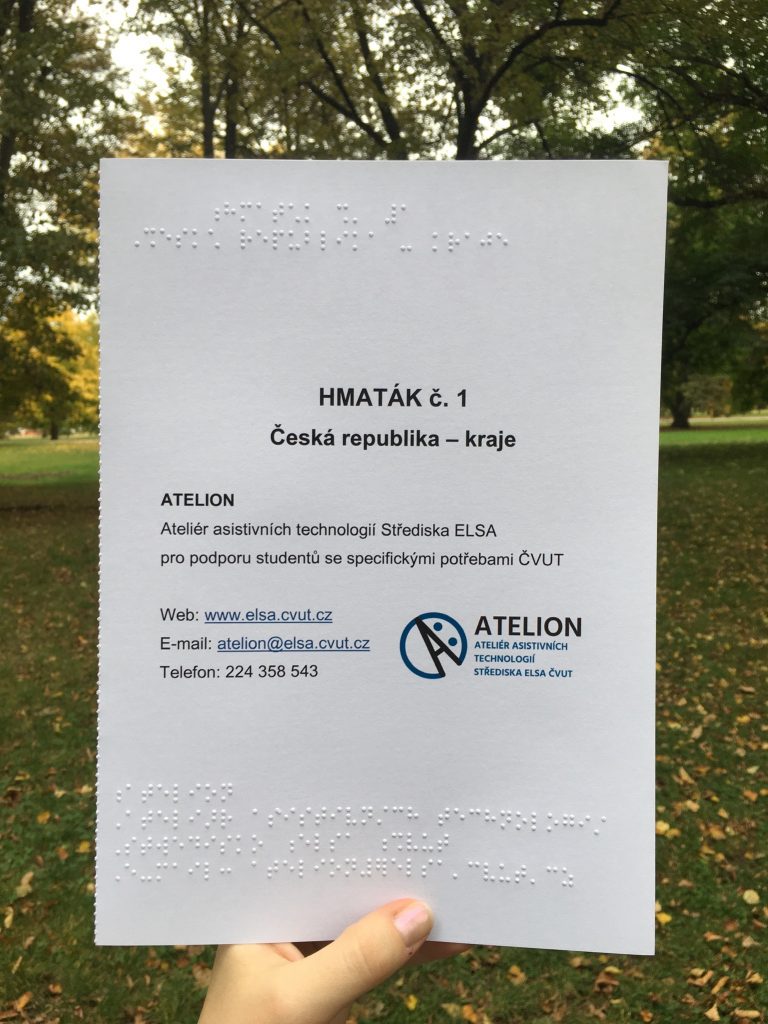 HMATÁK č. 1
Česká republika – kraje
ATELION
Ateliér asistivních technologií Střediska ELSA
pro podporu studentů se specifickými potřebami ČVUT
Web: www.elsa.cvut.cz
E-mail: atelion@elsa.cvut.cz
Telefon: 224 358 543
ATELION
ATELIÉR ASISTIVNÍCH
TECHNOLOGIÍ
STŘEDISKA ELSA ČVUT